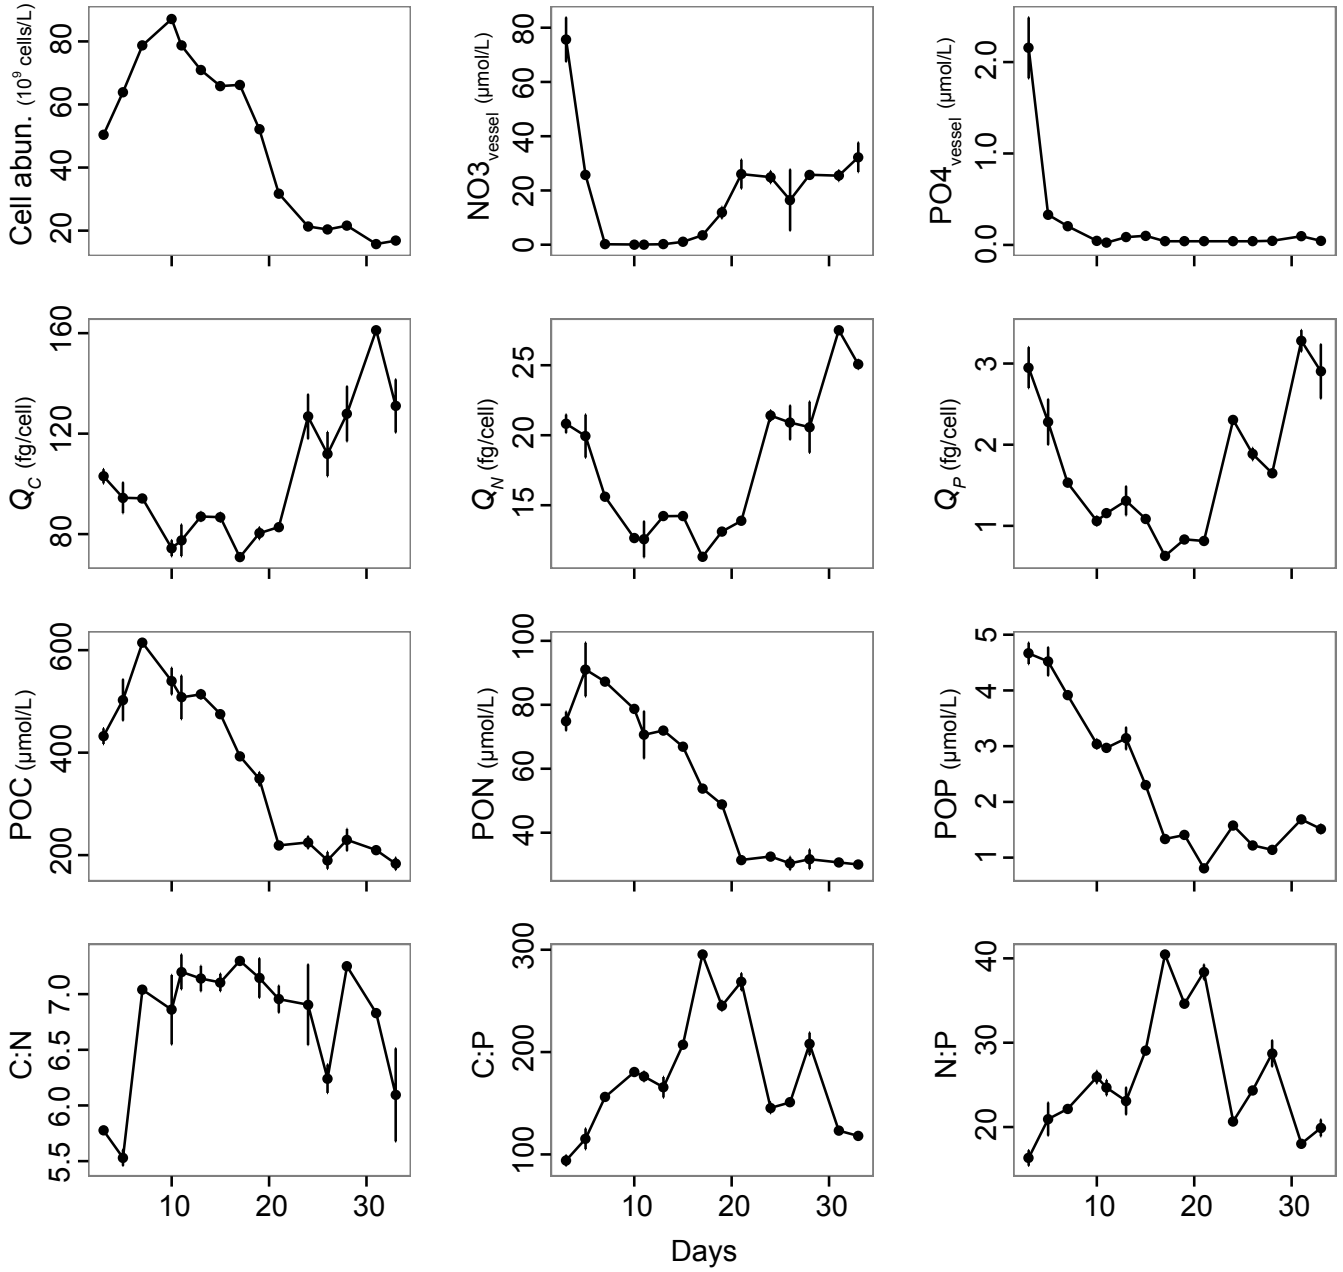 Cell abun. (10⁹ cells/L)
20 40 60 80
NO3vessel (µmol/L)
0 20 40 60 80
PO4vessel (µmol/L)
0.0 1.0 2.0
QC (fg/cell)
80 120 160
QN (fg/cell)
15 20 25
QP (fg/cell)
1 2 3
POC (µmol/L)
200 400 600
PON (µmol/L)
40 60 80 100
POP (µmol/L)
1 2 3 4 5
C:N
5.5 6.0 6.5 7.0
C:P
100 200 300
N:P
20 30 40
10 20 30
10 20 30
10 20 30
Days